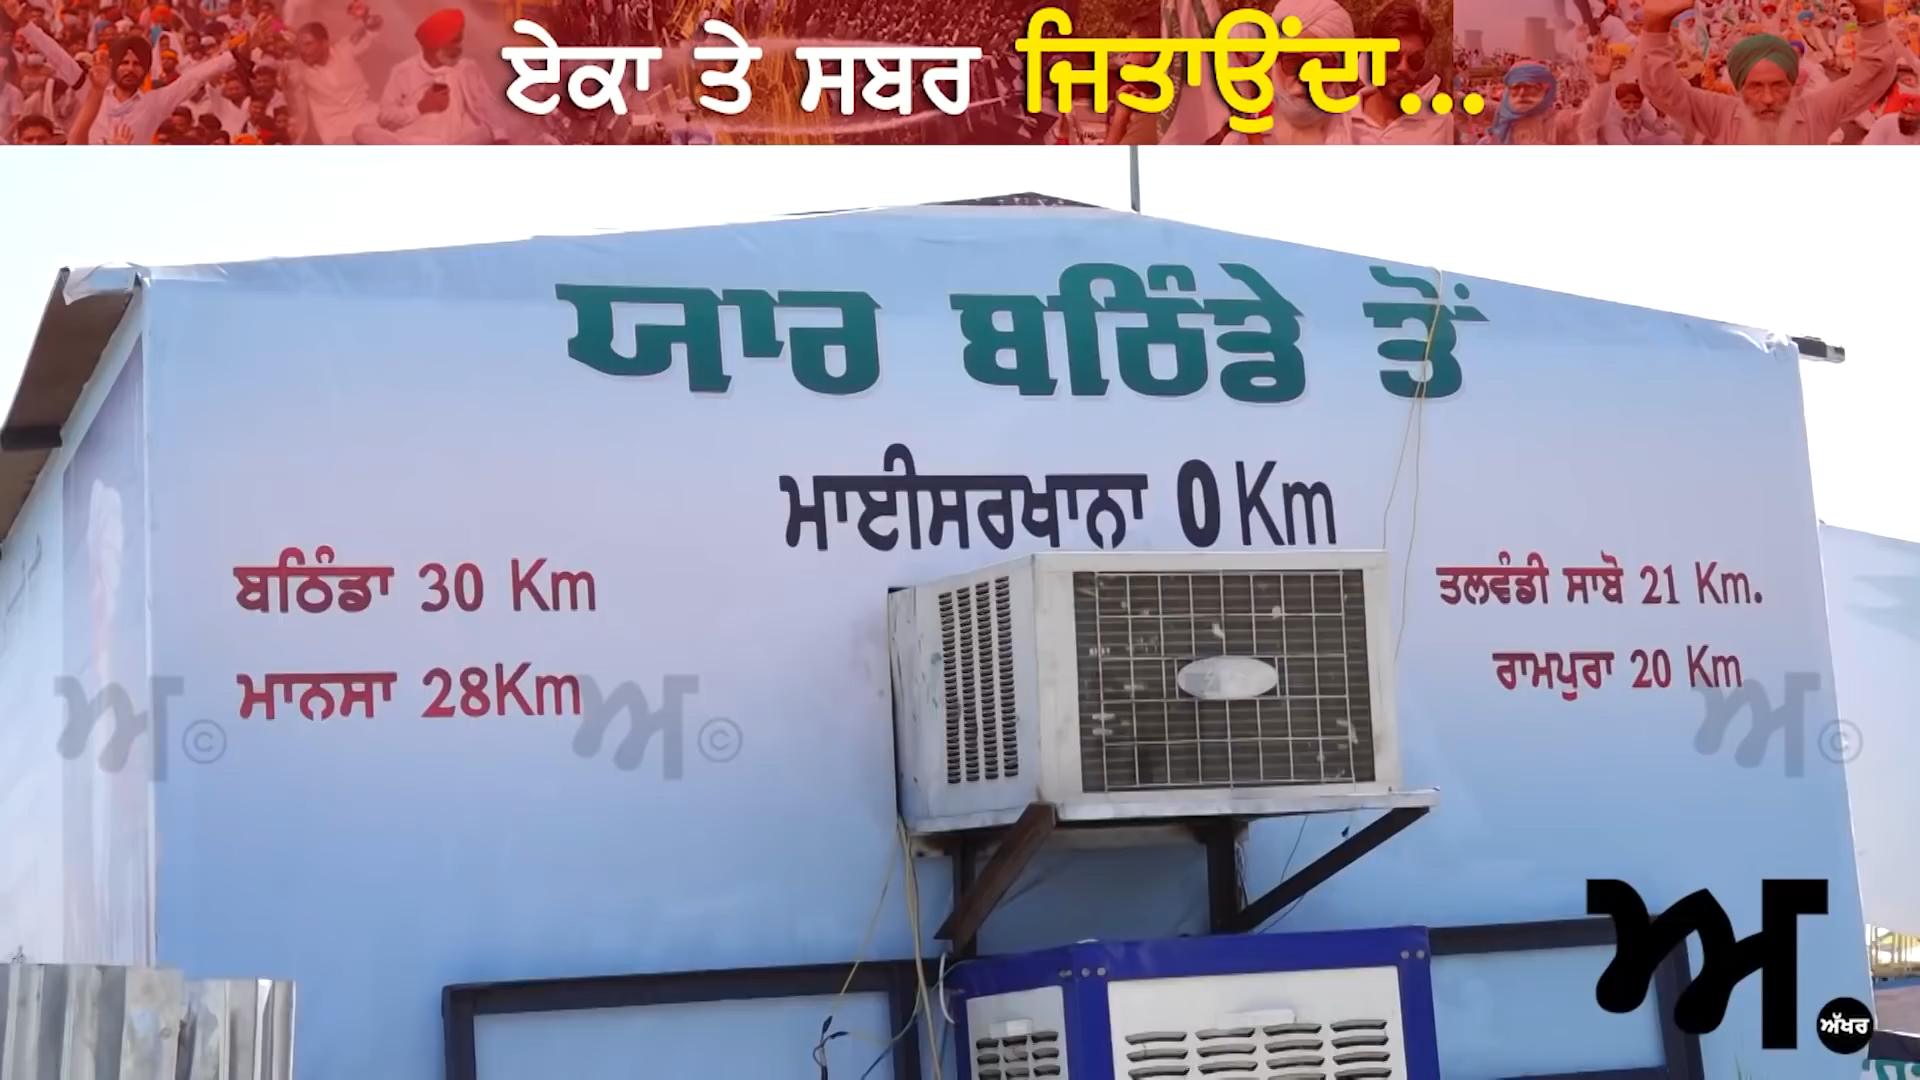 ਏਕਾ ਤੇ ਸਬਰ ਜਿਤਾਉਂਦਾ...
ਯਾਰ ਬਠਿੰਡੇ ਤੋਂ
ਮਾਈਸਰਖਾਨਾ 0 Km
ਬਠਿੰਡਾ 30 Km
ਮਾਨਸਾ 28Km
ਤਲਵੰਡੀ ਸਾਬੋ 21 Km.
ਰਾਮਪੁਰਾ 20 Km
ਅ ©
ਅ ©
ਅ ©
ਅ.
ਅੱਖਰ